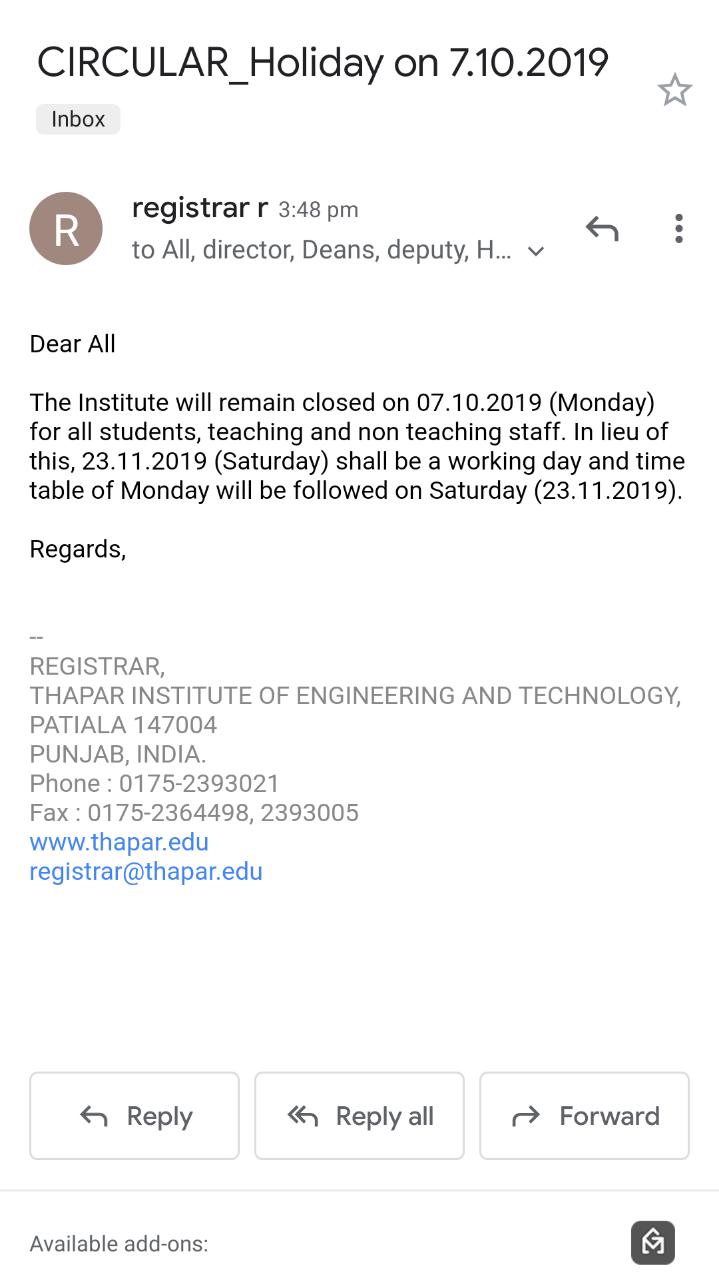 CIRCULAR_Holiday on 7.10.2019
Inbox
R
registrar r 3:48 pm
to All, director, Deans, deputy, H...
Dear All
The Institute will remain closed on 07.10.2019 (Monday)
for all students, teaching and non teaching staff. In lieu of
this, 23.11.2019 (Saturday) shall be a working day and time
table of Monday will be followed on Saturday (23.11.2019).
Regards,
--
REGISTRAR,
THAPAR INSTITUTE OF ENGINEERING AND TECHNOLOGY,
PATIALA 147004
PUNJAB, INDIA.
Phone : 0175-2393021
Fax : 0175-2364498, 2393005
www.thapar.edu
registrar@thapar.edu
Reply Reply all Forward
Available add-ons: